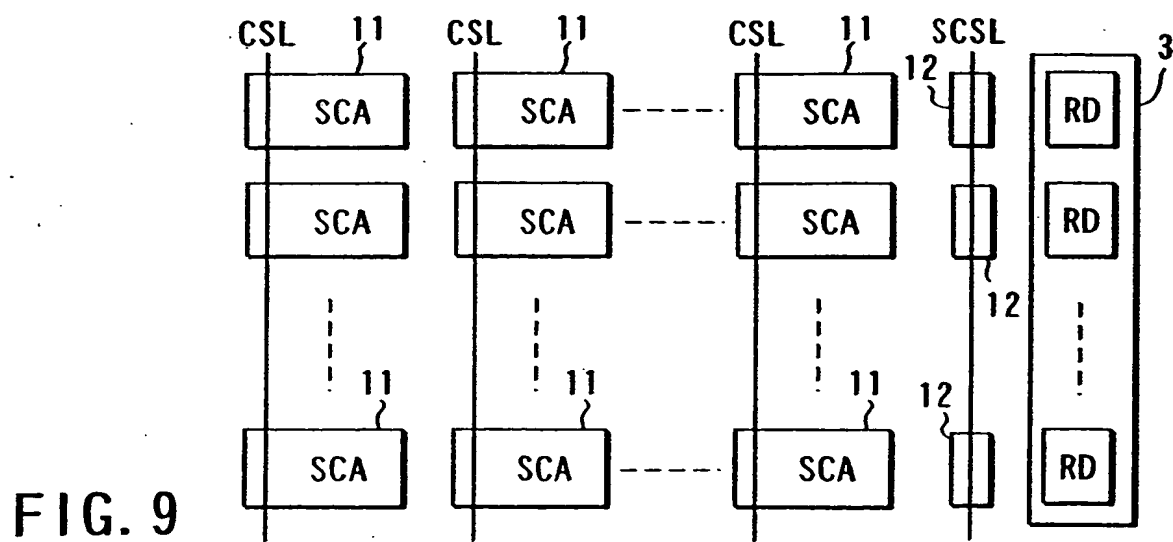 CSL 11 CSL 11 CSL 11 SCSL 3
12
SCA SCA SCA RD
SCA SCA SCA RD
12
11 11 11 12
SCA SCA SCA RD
FIG. 9